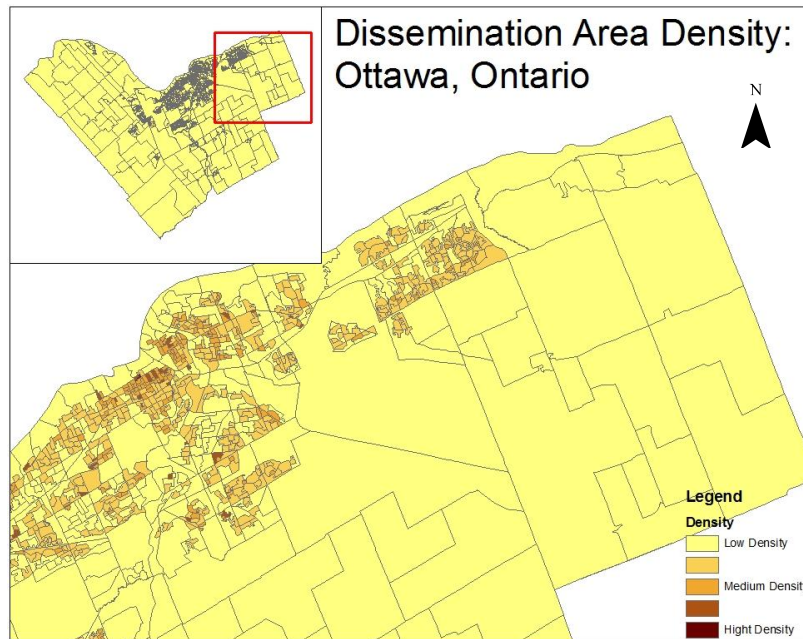 Dissemination Area Density:
Ottawa, Ontario
N
Legend
Density
Low Density
Medium Densit
Hight Density